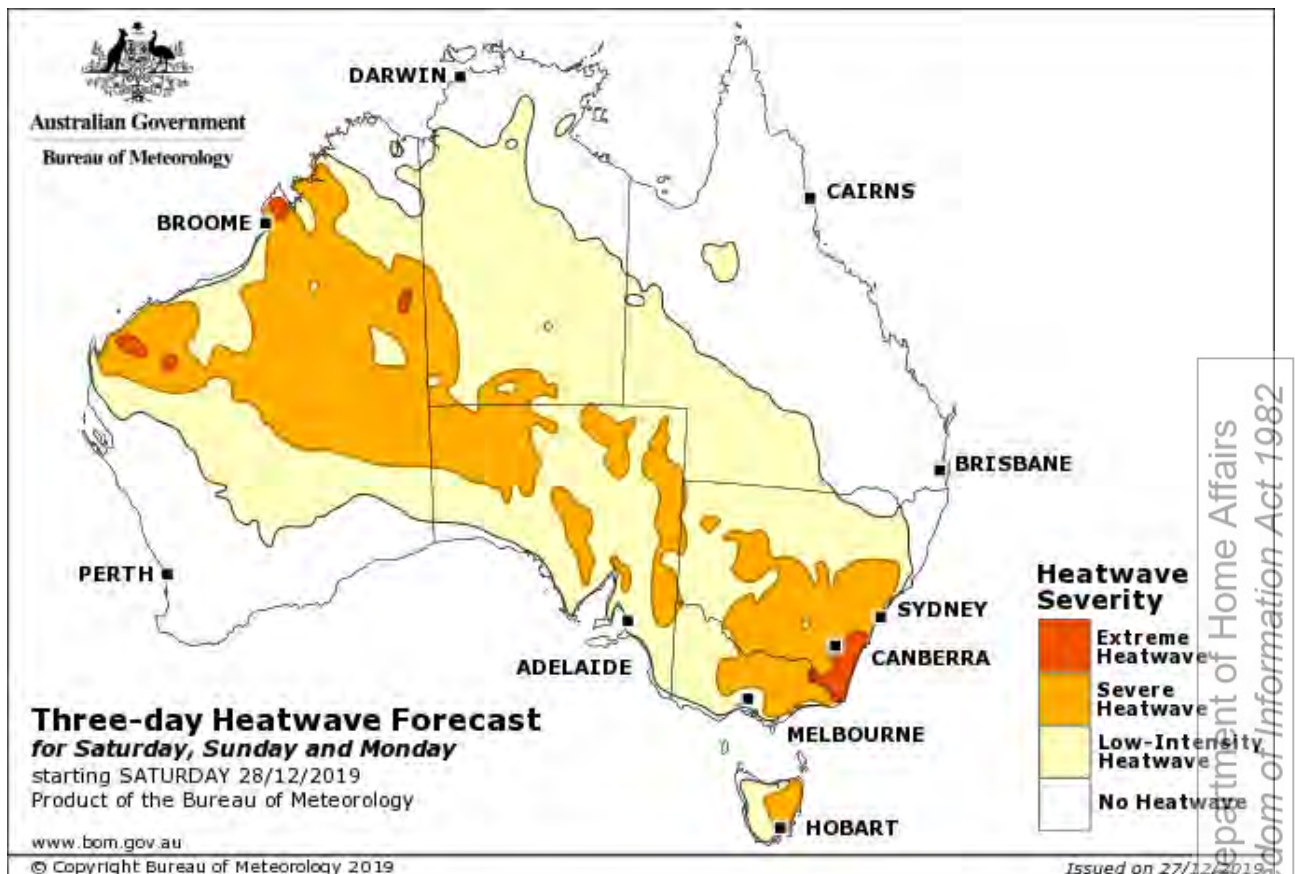 Australian Government
Bureau of Meteorology
DARWIN
CAIRNS
BROOME
BRISBANE
PERTH
SYDNEY
ADELAIDE
CANBERRA
MELBOURNE
HOBART
Heatwave
Severity
Extreme
Heatwave
Severe
Heatwave
Low-Intensity
Heatwave
No Heatwave
Three-day Heatwave Forecast
for Saturday, Sunday and Monday
starting SATURDAY 28/12/2019
Product of the Bureau of Meteorology
www.bom.gov.au
© Copyright Bureau of Meteorology 2019
Issued on 27/12/2019
epartment of Home Affairs
dom of Information Act 1982